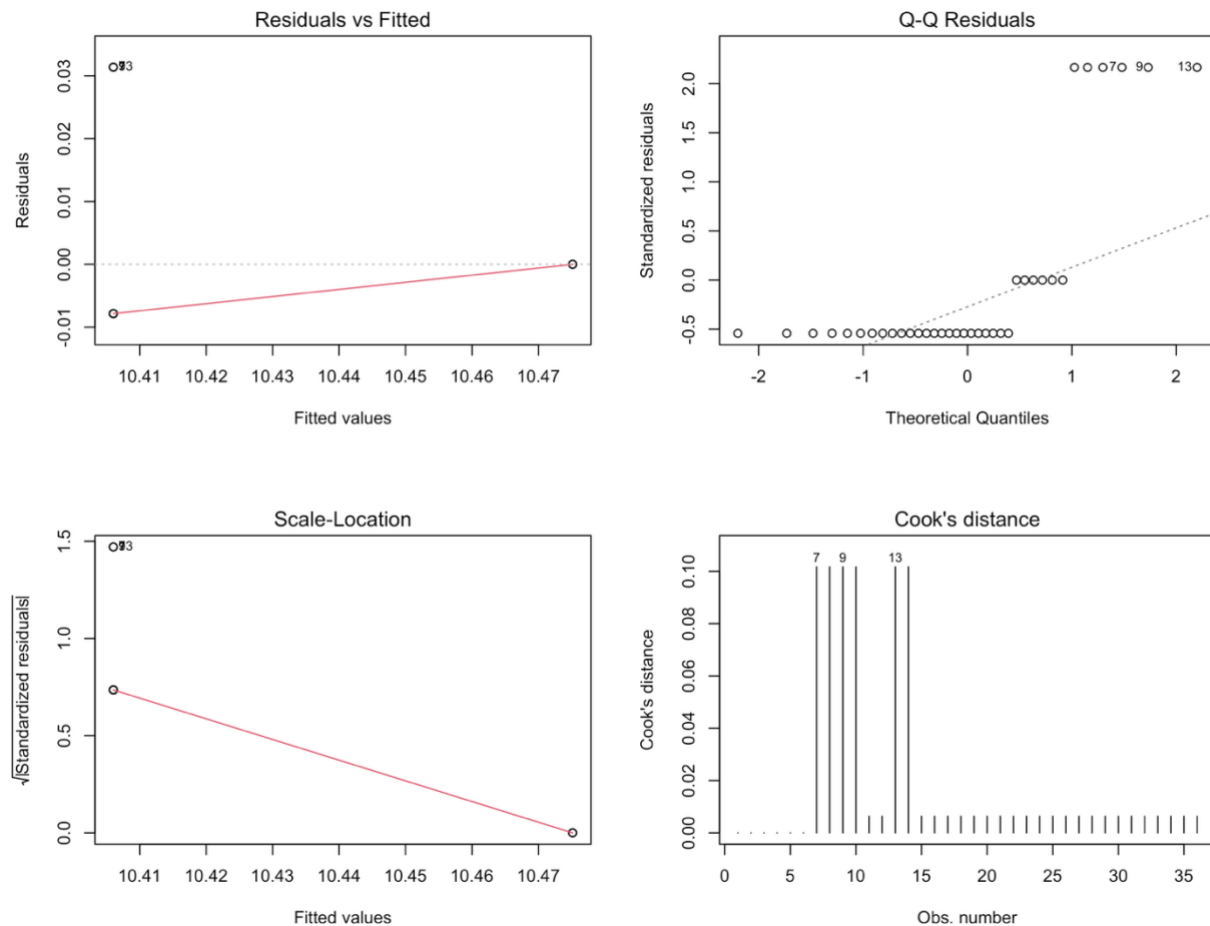 Residuals vs Fitted
Residuals
0.03
0.02
0.01
0.00
-0.01
10.41 10.42 10.43 10.44 10.45 10.46 10.47
Fitted values
Q-Q Residuals
Standardized residuals
2.0
1.5
1.0
0.5
0.0
-0.5
7 9 13
-2 -1 0 1 2
Theoretical Quantiles
Scale-Location
√|Standardized residuals|
1.5
1.0
0.5
0.0
10.41 10.42 10.43 10.44 10.45 10.46 10.47
Fitted values
Cook's distance
Cook's distance
0.10
0.08
0.06
0.04
0.02
0.00
7 9 13
0 5 10 15 20 25 30 35
Obs. number